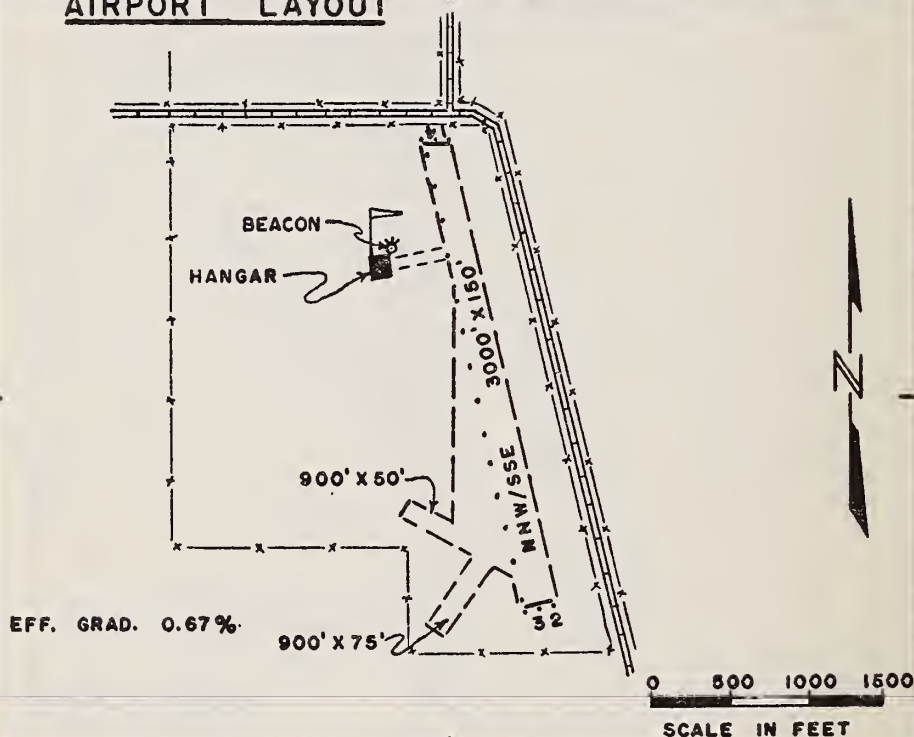 AIRPORT LAYOUT
BEACON
HANGAR
3000' X 150'
900' X 50'
NNW/SSE
N
EFF. GRAD. 0.67%
32
900' X 75'
0 500 1000 1500
SCALE IN FEET